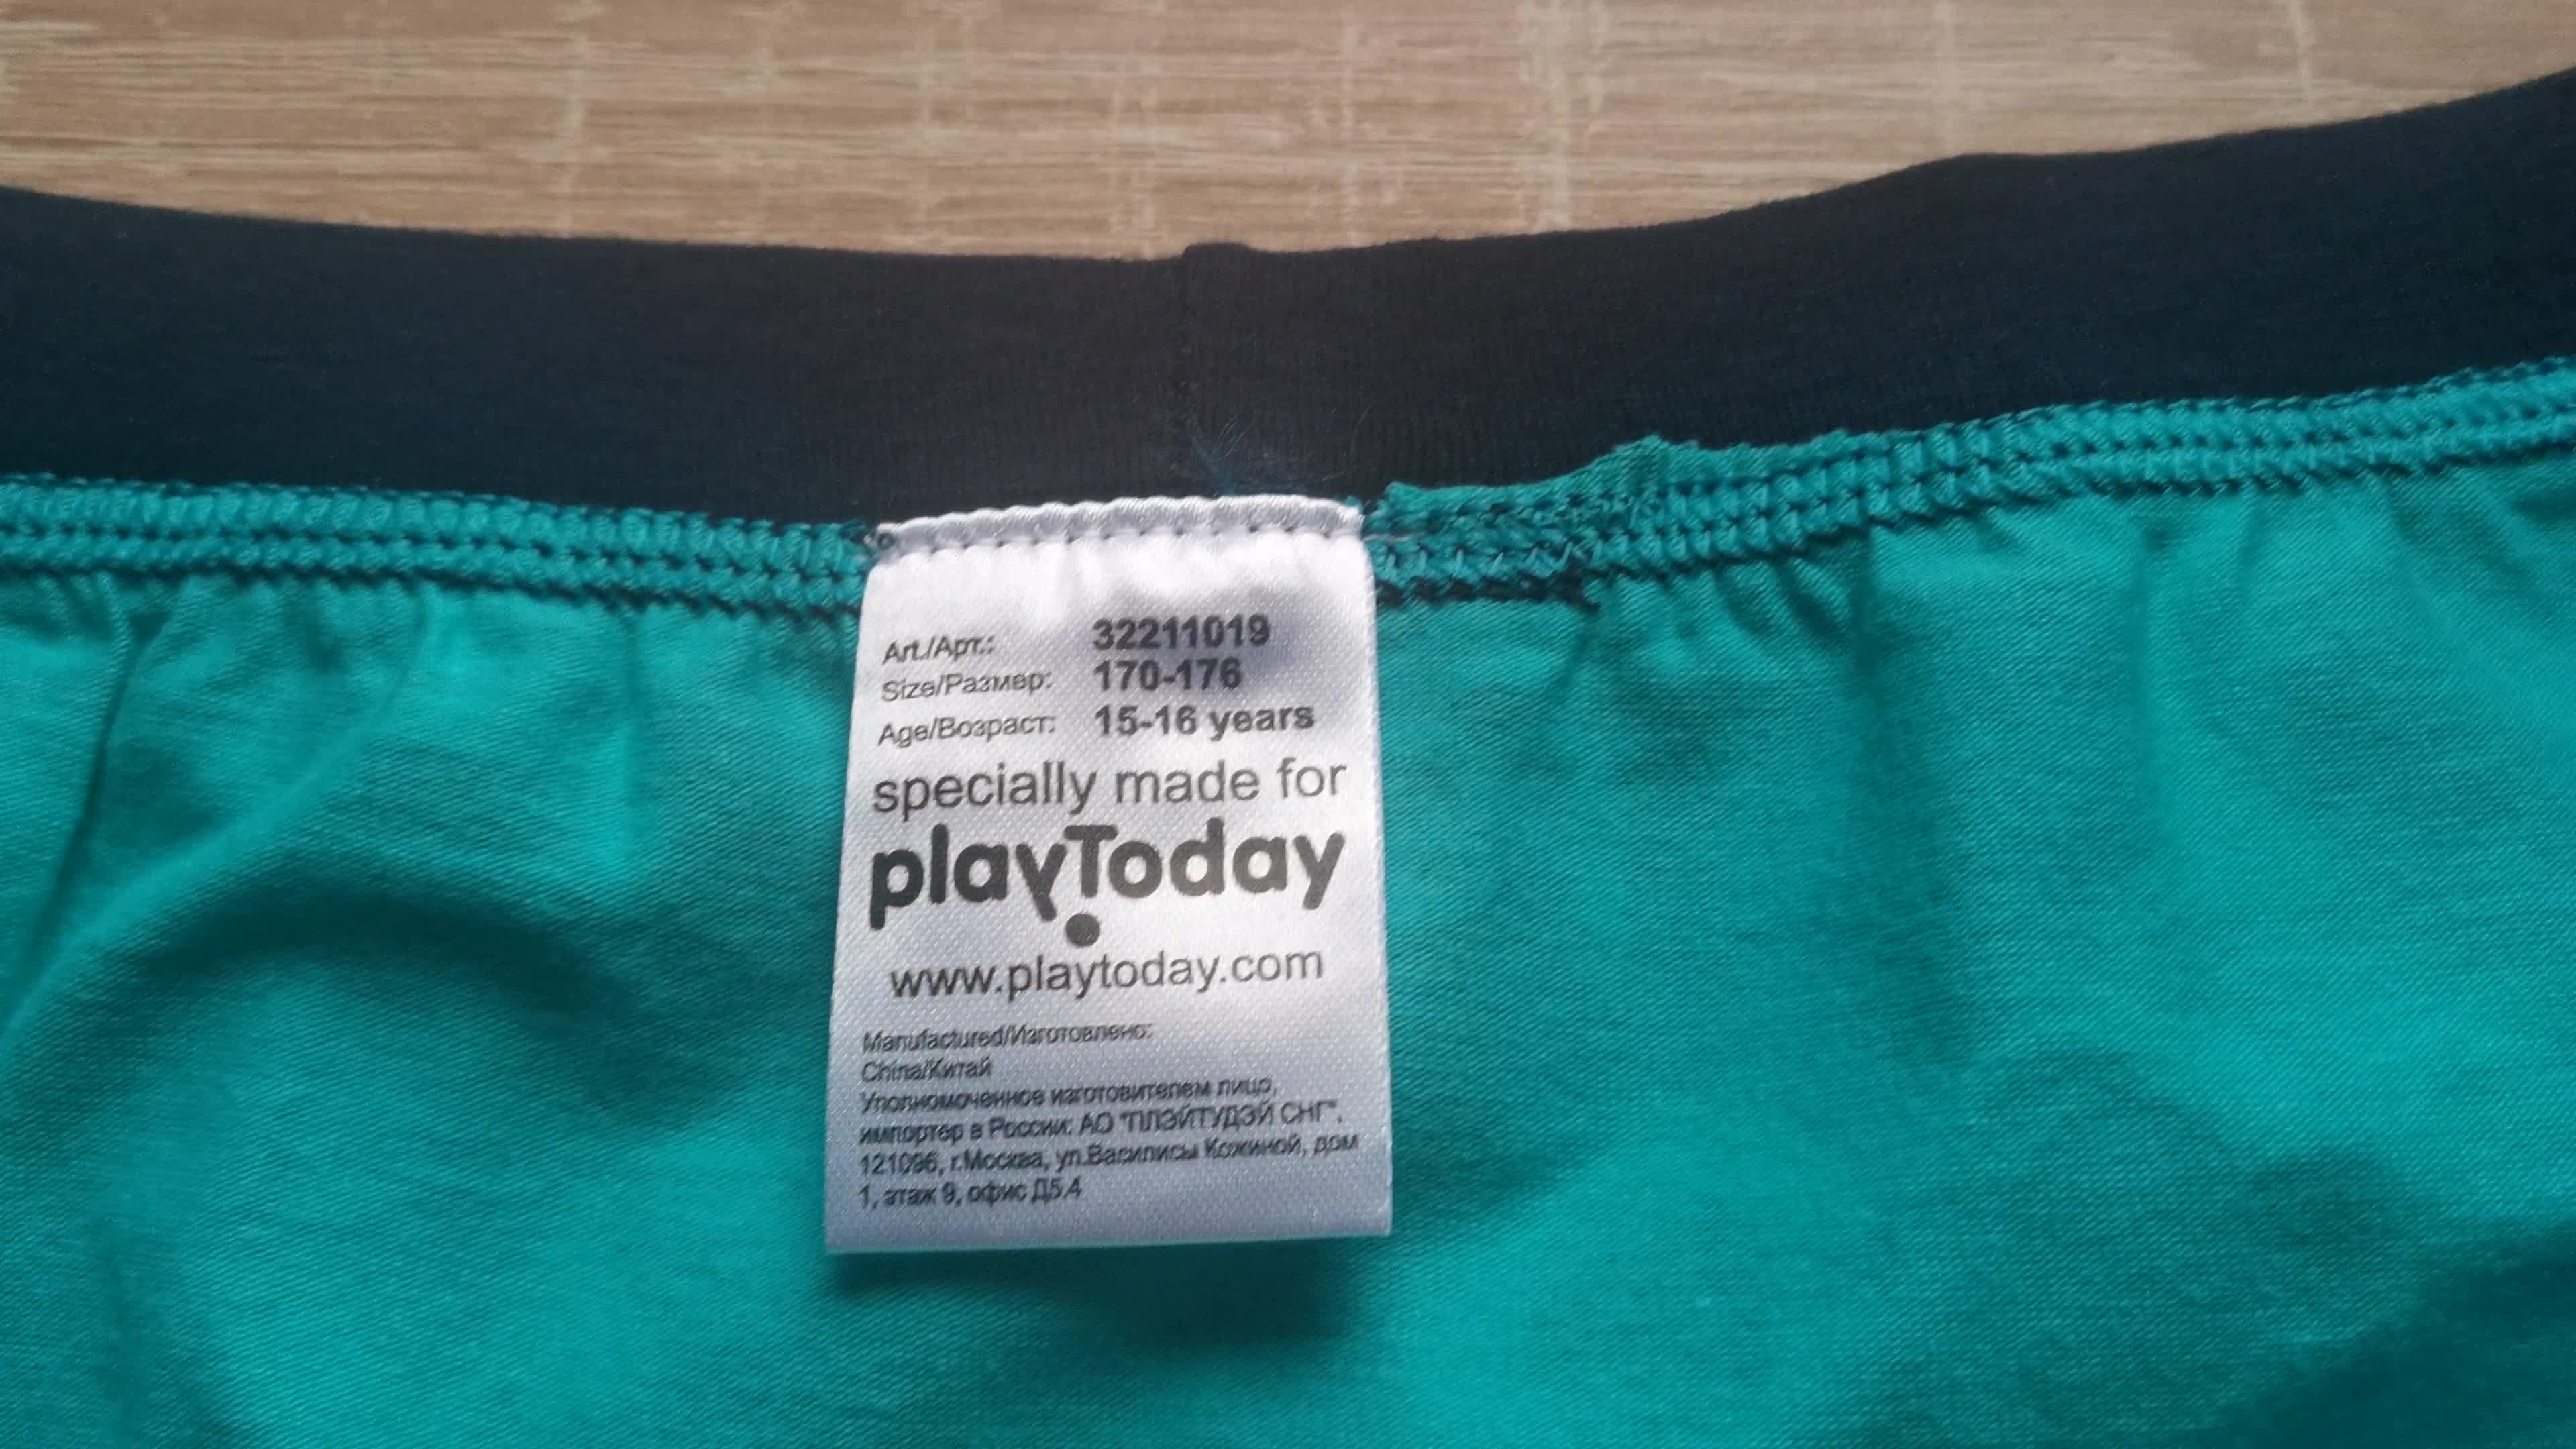 Art./Арт.: 32211019
Size/Размер: 170-176
Age/Возраст: 15-16 years
specially made for
playToday
www.playtoday.com
Manufactured/Изготовлено:
China/Китай
Уполномоченное изготовителем лицо,
импортер в России: АО "ПЛЭЙТУДЭЙ СНГ",
121096, г.Москва, ул.Василисы Кожиной, дом
1, этаж 9, офис Д5.4